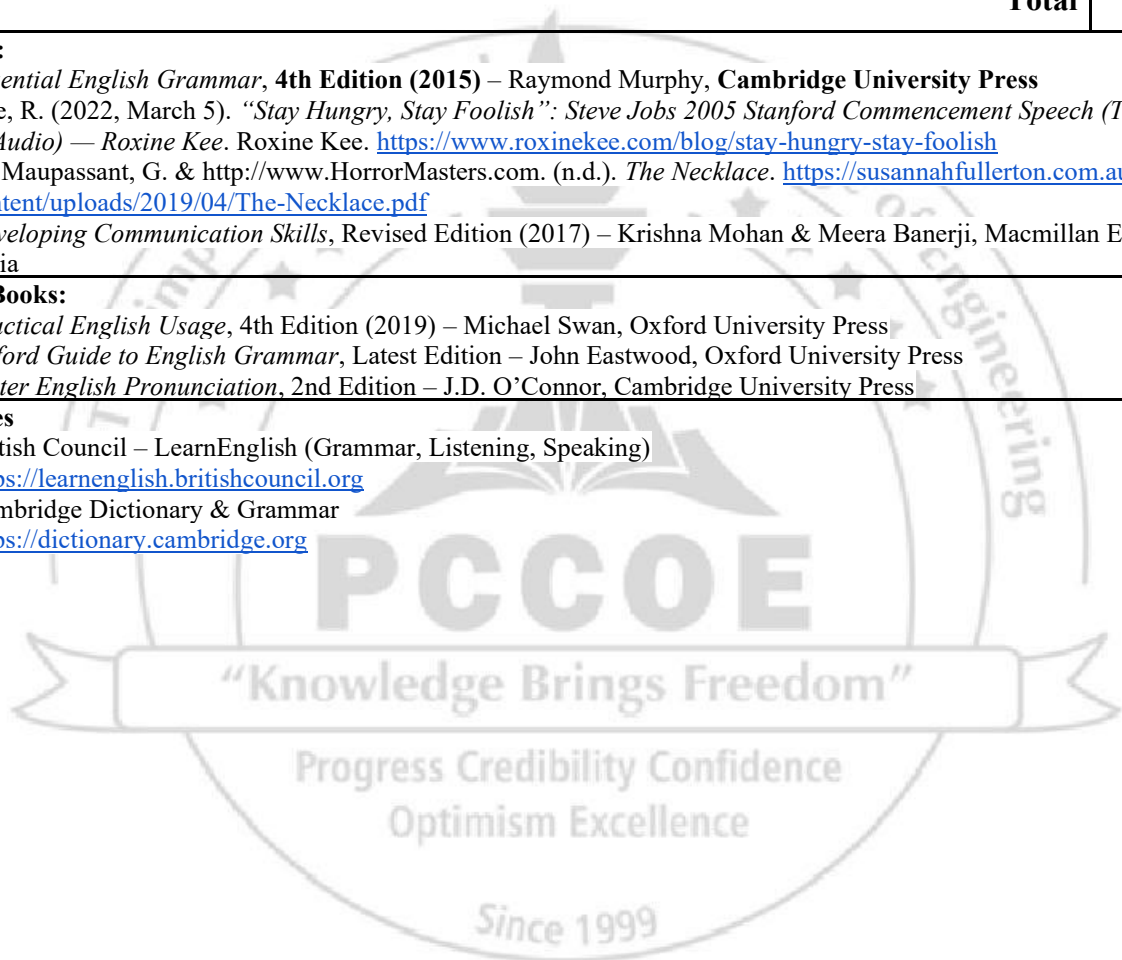 Total
:
ential English Grammar, 4th Edition (2015) – Raymond Murphy, Cambridge University Press
e, R. (2022, March 5). “Stay Hungry, Stay Foolish”: Steve Jobs 2005 Stanford Commencement Speech (T
Audio) — Roxine Kee. Roxine Kee. https://www.roxinekee.com/blog/stay-hungry-stay-foolish
Maupassant, G. & http://www.HorrorMasters.com. (n.d.). The Necklace. https://susannahfullerton.com.au
ntent/uploads/2019/04/The-Necklace.pdf
veloping Communication Skills, Revised Edition (2017) – Krishna Mohan & Meera Banerji, Macmillan E
ia
Books:
actical English Usage, 4th Edition (2019) – Michael Swan, Oxford University Press
ford Guide to English Grammar, Latest Edition – John Eastwood, Oxford University Press
tter English Pronunciation, 2nd Edition – J.D. O’Connor, Cambridge University Press
es
tish Council – LearnEnglish (Grammar, Listening, Speaking)
ps://learnenglish.britishcouncil.org
mbridge Dictionary & Grammar
ps://dictionary.cambridge.org
of Engineering
PCCOE
“Knowledge Brings Freedom”
Progress Credibility Confidence
Optimism Excellence
Since 1999